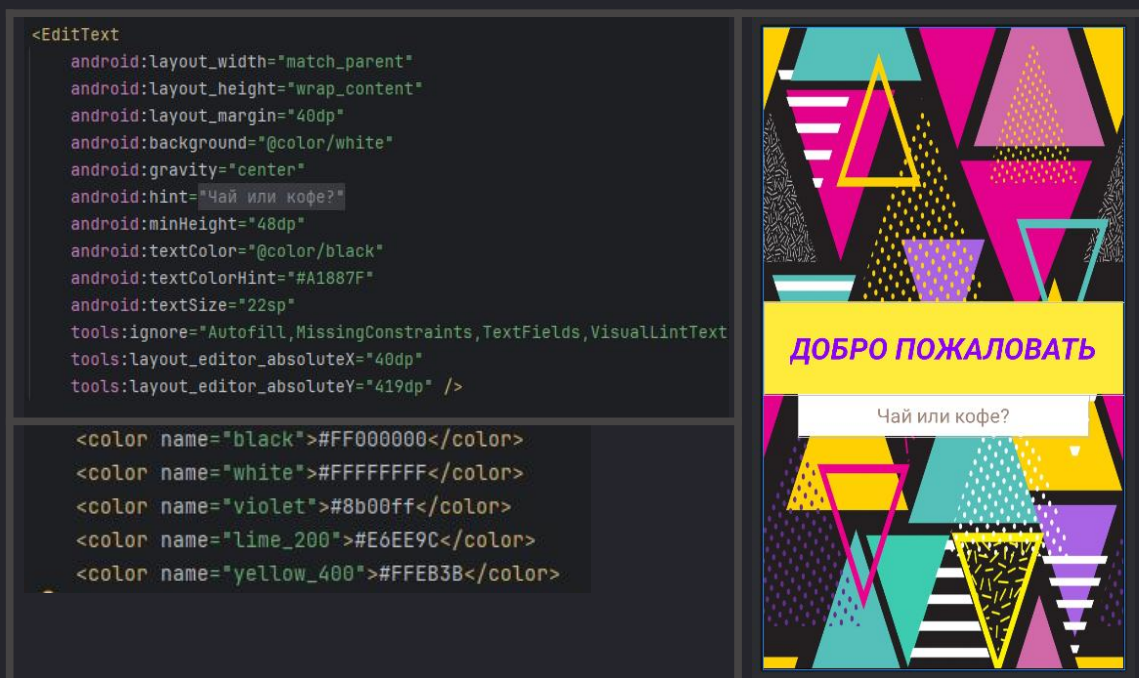 <EditText
android:layout_width="match_parent"
android:layout_height="wrap_content"
android:layout_margin="40dp"
android:background="@color/white"
android:gravity="center"
android:hint="Чай или кофе?"
android:minHeight="48dp"
android:textColor="@color/black"
android:textColorHint="#A1887F"
android:textSize="22sp"
tools:ignore="Autofill,MissingConstraints,TextFields,VisualLintText
tools:layout_editor_absoluteX="40dp"
tools:layout_editor_absoluteY="419dp" />
<color name="black">#FF000000</color>
<color name="white">#FFFFFFFF</color>
<color name="violet">#8b00ff</color>
<color name="lime_200">#E6EE9C</color>
<color name="yellow_400">#FFEB3B</color>
ДОБРО ПОЖАЛОВАТЬ
Чай или кофе?